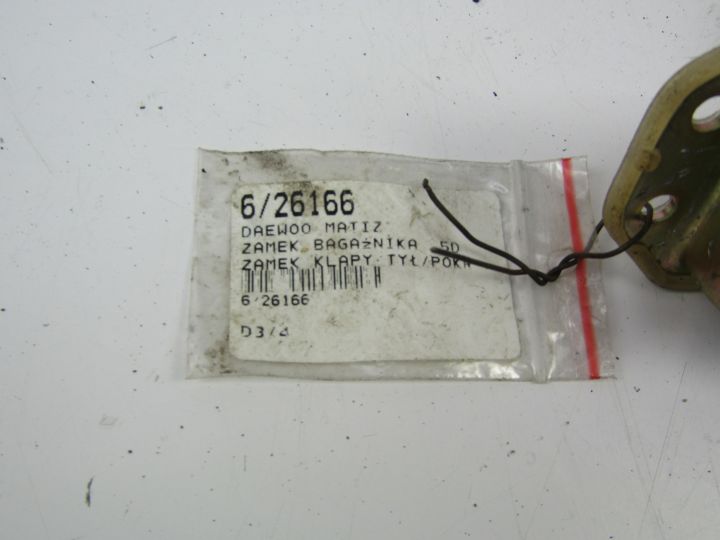 6/26166
DAEWOO MATIZ
ZAMEK BAGAŻNIKA 5D
ZAMEK KLAPY TYŁ/POKR
6/26166
D3/4